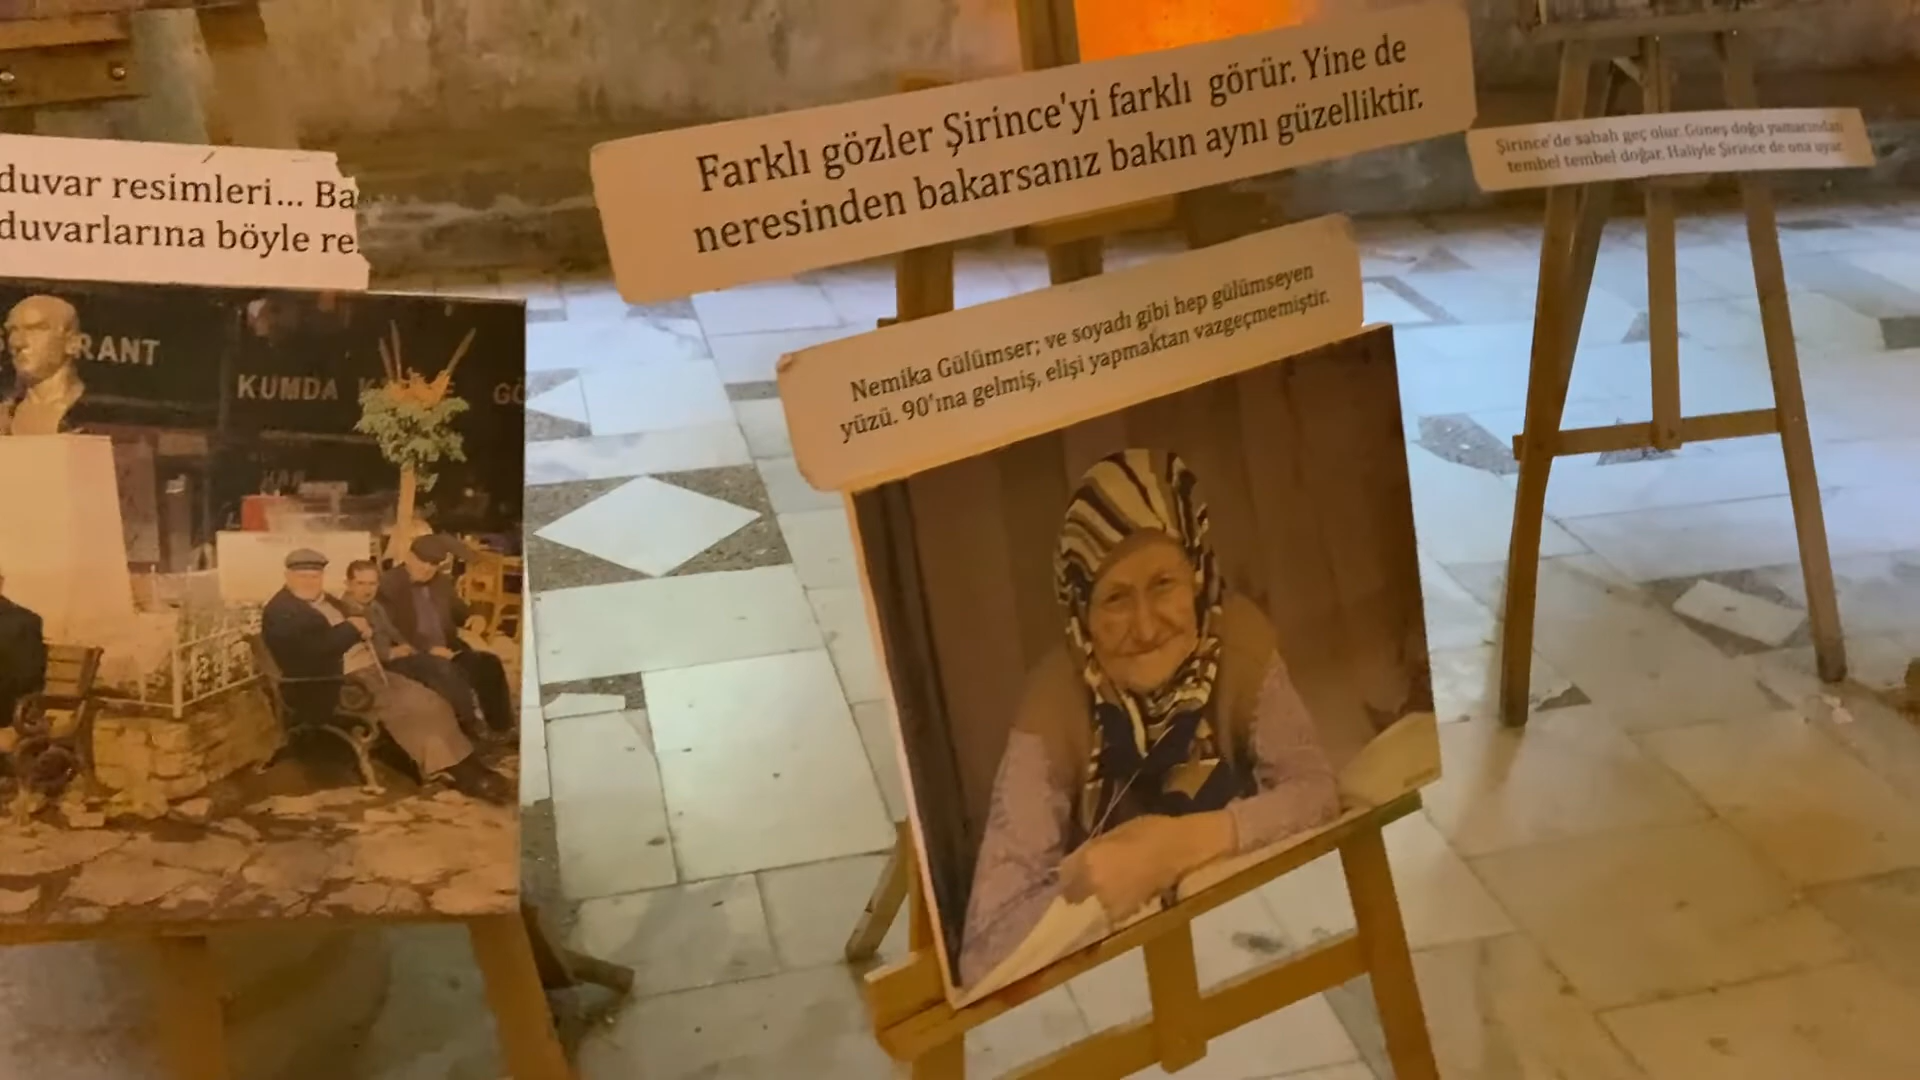 duvar resimleri... Ba
duvarlarına böyle re
Farklı gözler Şirince'yi farklı görür. Yine de
neresinden bakarsanız bakın aynı güzelliktir.
Nemika Gülümser; ve soyadı gibi hep gülümseyen
yüzü. 90'ına gelmiş, elişi yapmaktan vazgeçmemiştir.
Şirince'de sabah geç olur. Güneş doğu yamacından
tembel tembel doğar. Haliyle Şirince de ona uyar.
RANT
KUMDA
GÖ